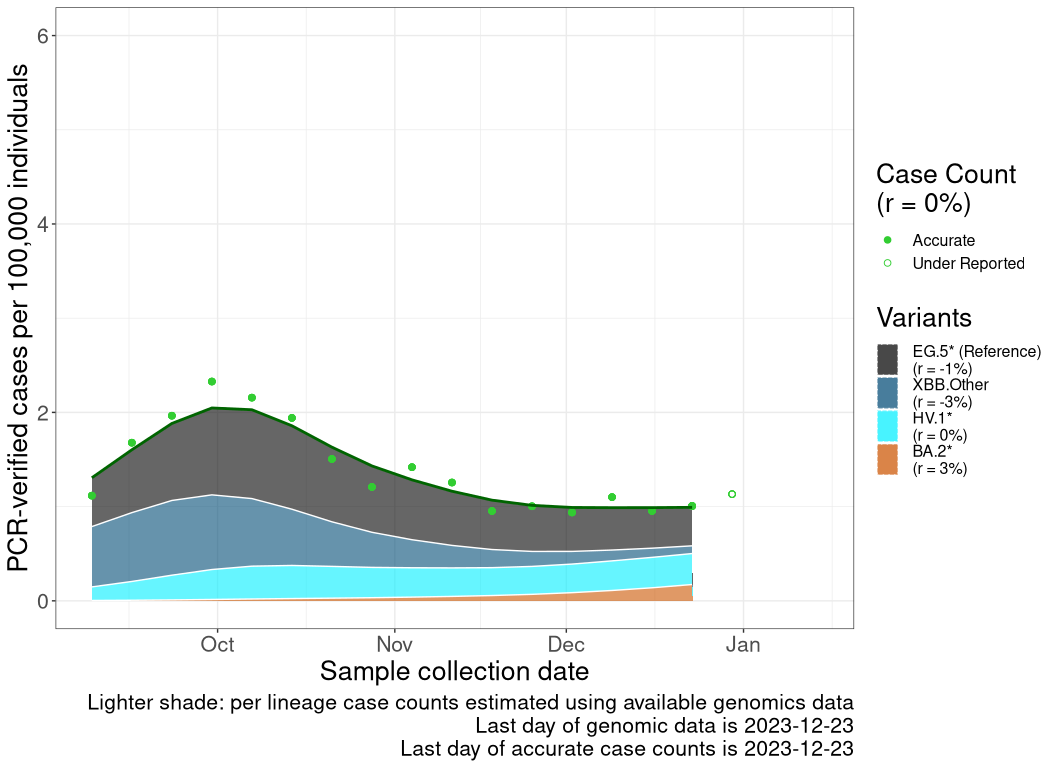 PCR-verified cases per 100,000 individuals
6
4
2
0
Oct
Nov
Dec
Jan
Sample collection date
Lighter shade: per lineage case counts estimated using available genomics data
Last day of genomic data is 2023-12-23
Last day of accurate case counts is 2023-12-23
Case Count
(r = 0%)
Accurate
Under Reported
Variants
EG.5* (Reference)
(r = -1%)
XBB.Other
(r = -3%)
HV.1*
(r = 0%)
BA.2*
(r = 3%)